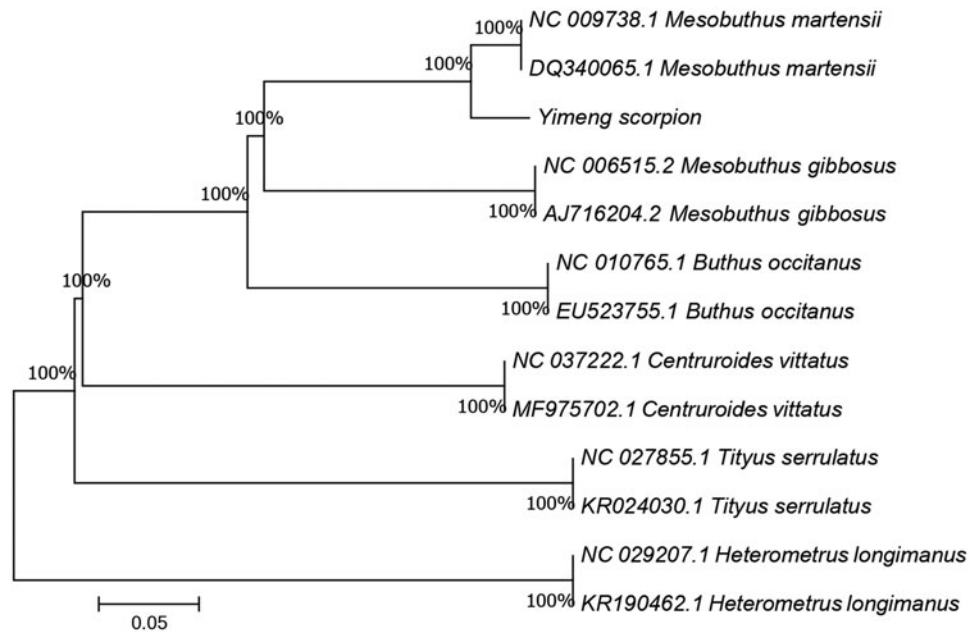 NC 009738.1 Mesobuthus martensii
100%
DQ340065.1 Mesobuthus martensii
100%
Yimeng scorpion
100%
NC 006515.2 Mesobuthus gibbosus
100%
AJ716204.2 Mesobuthus gibbosus
100%
NC 010765.1 Buthus occitanus
100%
EU523755.1 Buthus occitanus
100%
NC 037222.1 Centruroides vittatus
100%
MF975702.1 Centruroides vittatus
100%
NC 027855.1 Tityus serrulatus
100%
KR024030.1 Tityus serrulatus
NC 029207.1 Heterometrus longimanus
100%
KR190462.1 Heterometrus longimanus
0.05